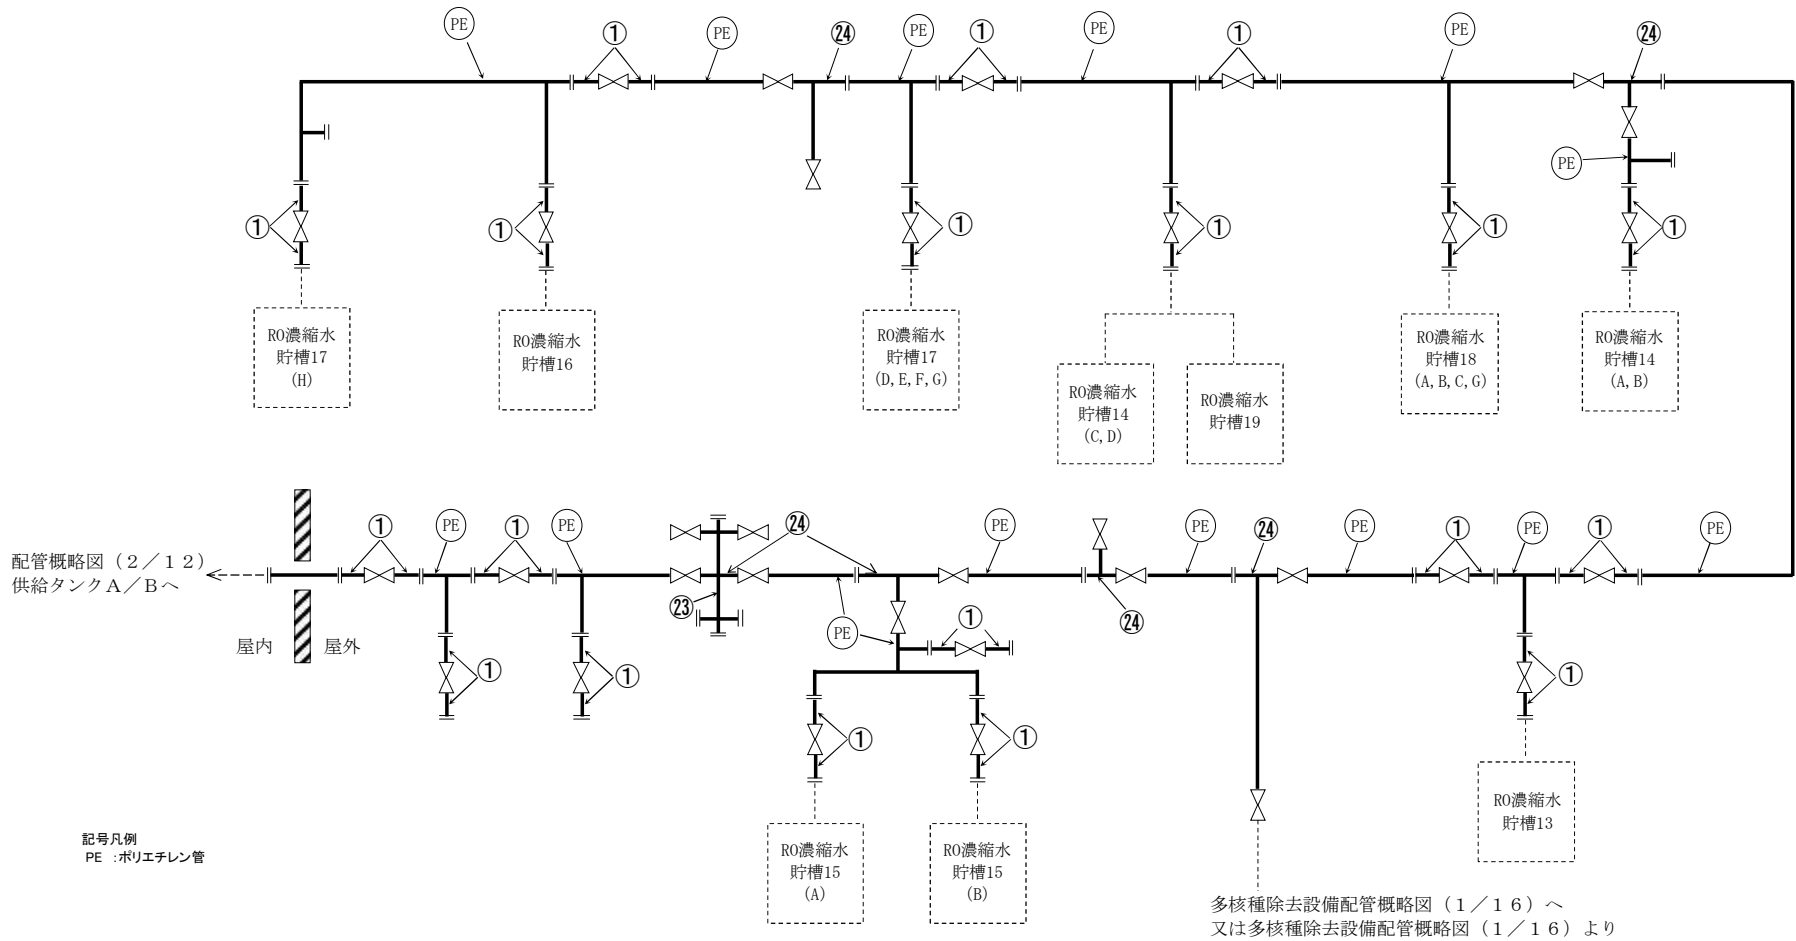 PE
①
PE
㉔
PE
①
PE
①
PE
㉔
PE
①
①
①
①
①
①
RO濃縮水
貯槽17
(H)
RO濃縮水
貯槽16
RO濃縮水
貯槽17
(D, E, F, G)
RO濃縮水
貯槽14
(C, D)
RO濃縮水
貯槽19
RO濃縮水
貯槽18
(A, B, C, G)
RO濃縮水
貯槽14
(A, B)
配管概略図（２／１２）
供給タンクＡ／Ｂへ
屋内
屋外
①
PE
①
PE
㉔
PE
PE
㉔
PE
①
PE
①
PE
㉓
PE
①
㉔
①
①
①
①
①
RO濃縮水
貯槽15
(A)
RO濃縮水
貯槽15
(B)
RO濃縮水
貯槽13
記号凡例
PE ：ポリエチレン管
多核種除去設備配管概略図（１／１６）へ
又は多核種除去設備配管概略図（１／１６）より